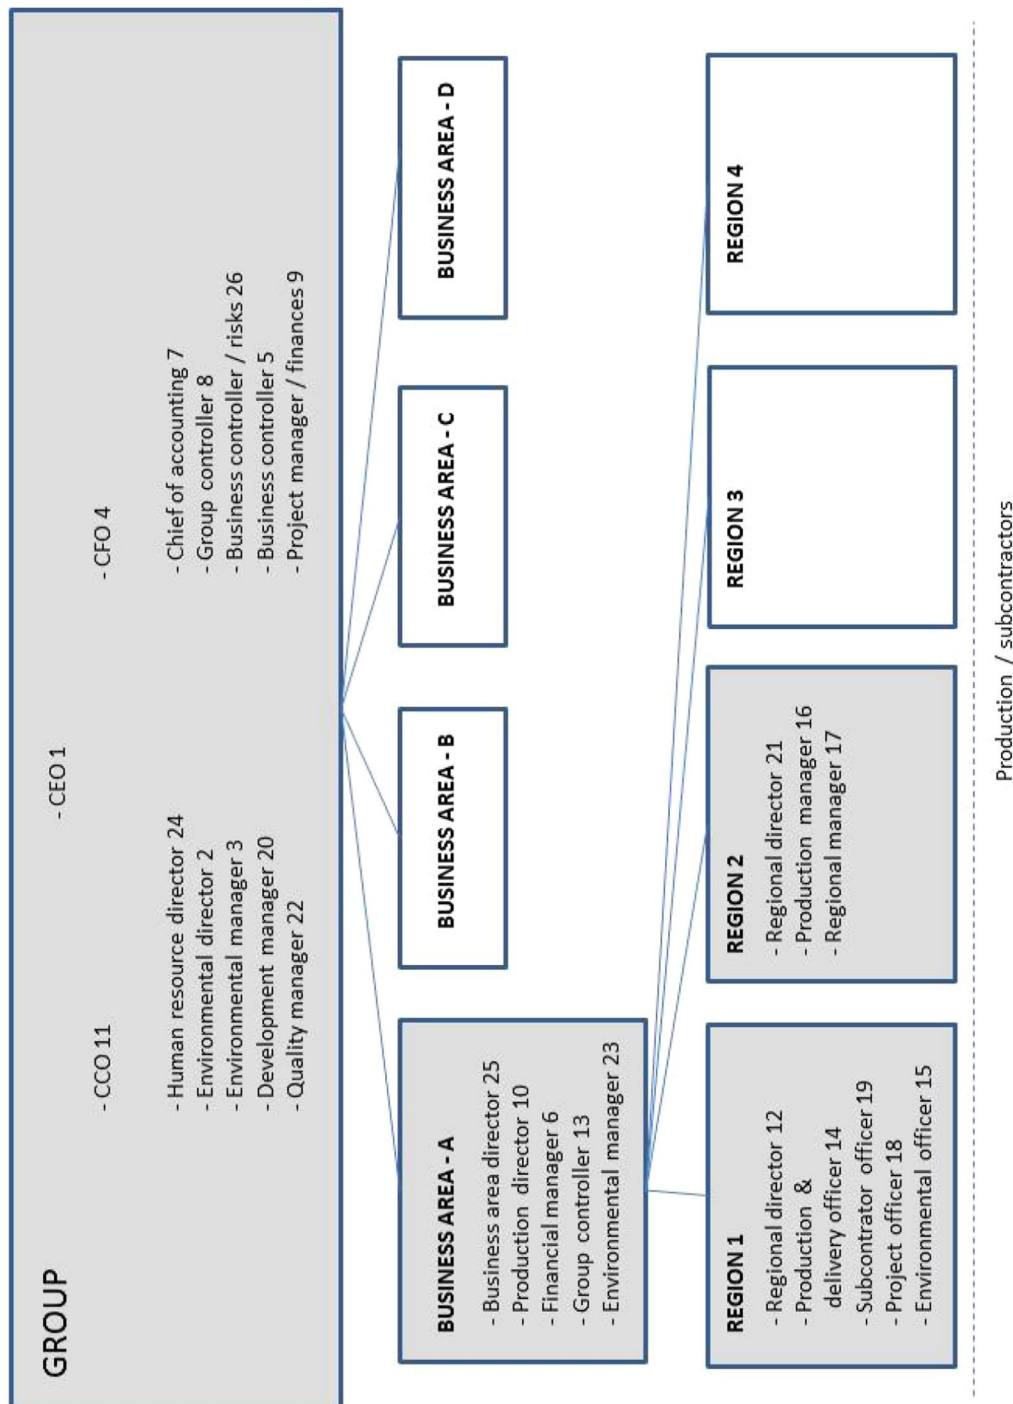 GROUP
- CEO 1
- CCO 11
- CFO 4
- Human resource director 24
- Environmental director 2
- Environmental manager 3
- Development manager 20
- Quality manager 22
- Chief of accounting 7
- Group controller 8
- Business controller / risks 26
- Business controller 5
- Project manager / finances 9
BUSINESS AREA - A
- Business area director 25
- Production director 10
- Financial manager 6
- Group controller 13
- Environmental manager 23
BUSINESS AREA - B
BUSINESS AREA - C
BUSINESS AREA - D
REGION 1
- Regional director 12
- Production &
delivery officer 14
- Subcontrator officer 19
- Project officer 18
- Environmental officer 15
REGION 2
- Regional director 21
- Production manager 16
- Regional manager 17
REGION 3
REGION 4
Production / subcontractors